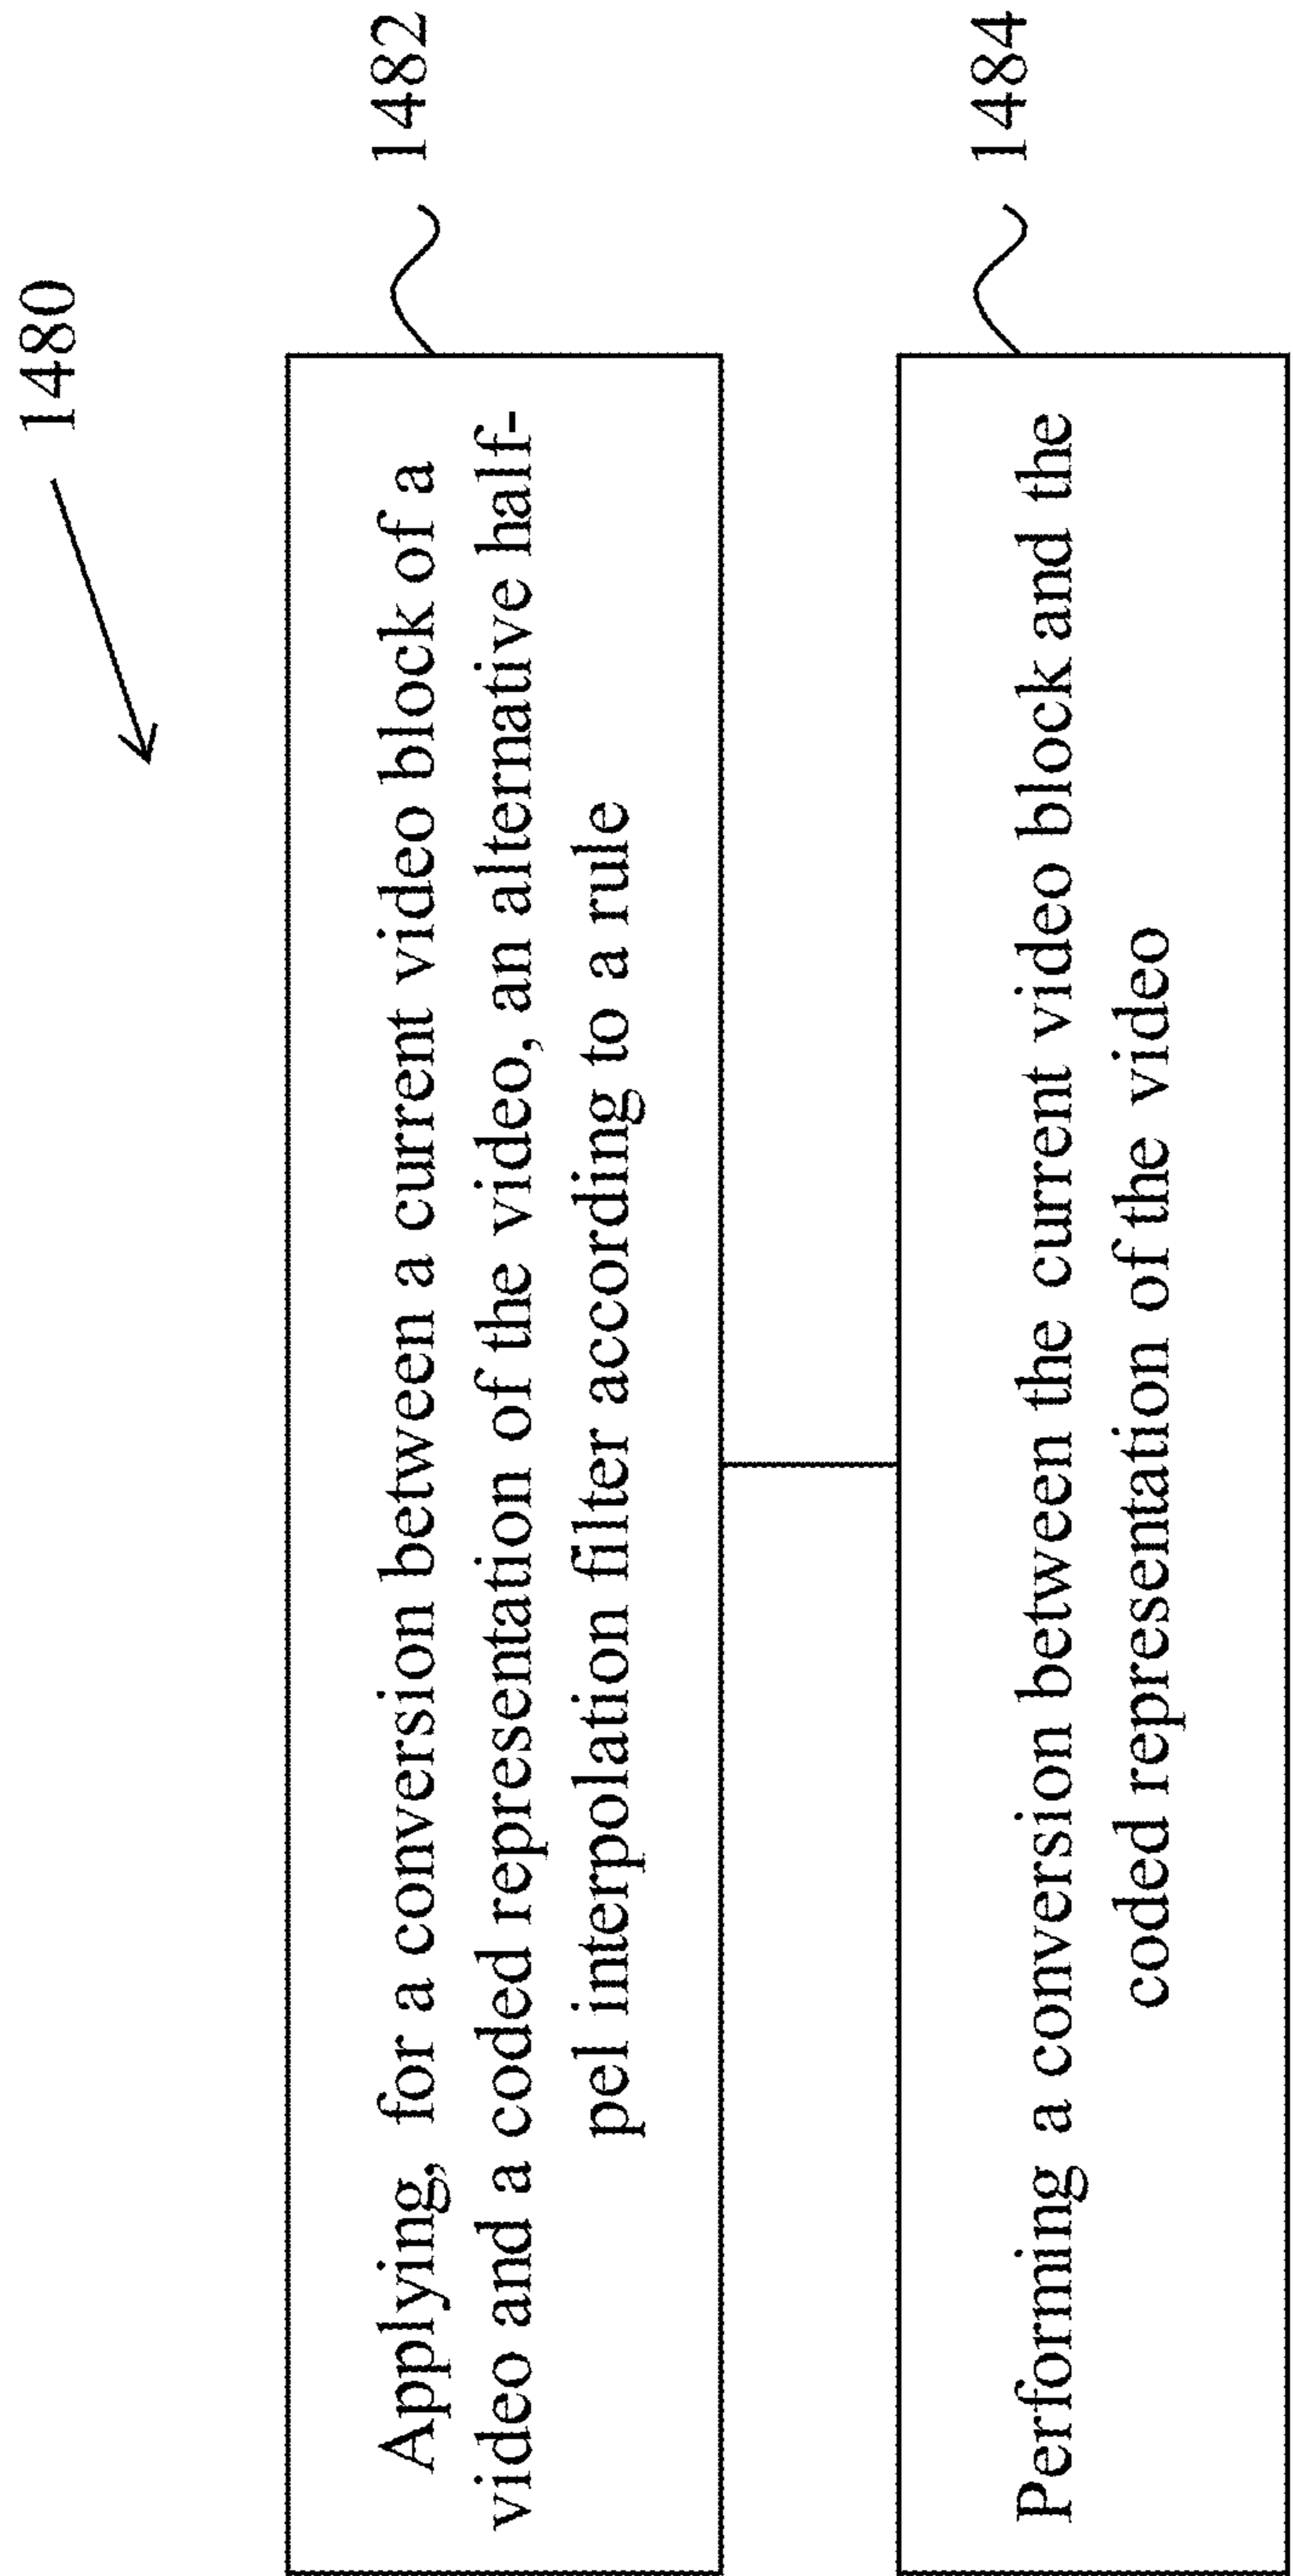 1480
Applying, for a conversion between a current video block of a
video and a coded representation of the video, an alternative half-
pel interpolation filter according to a rule
1482
Performing a conversion between the current video block and the
coded representation of the video
1484